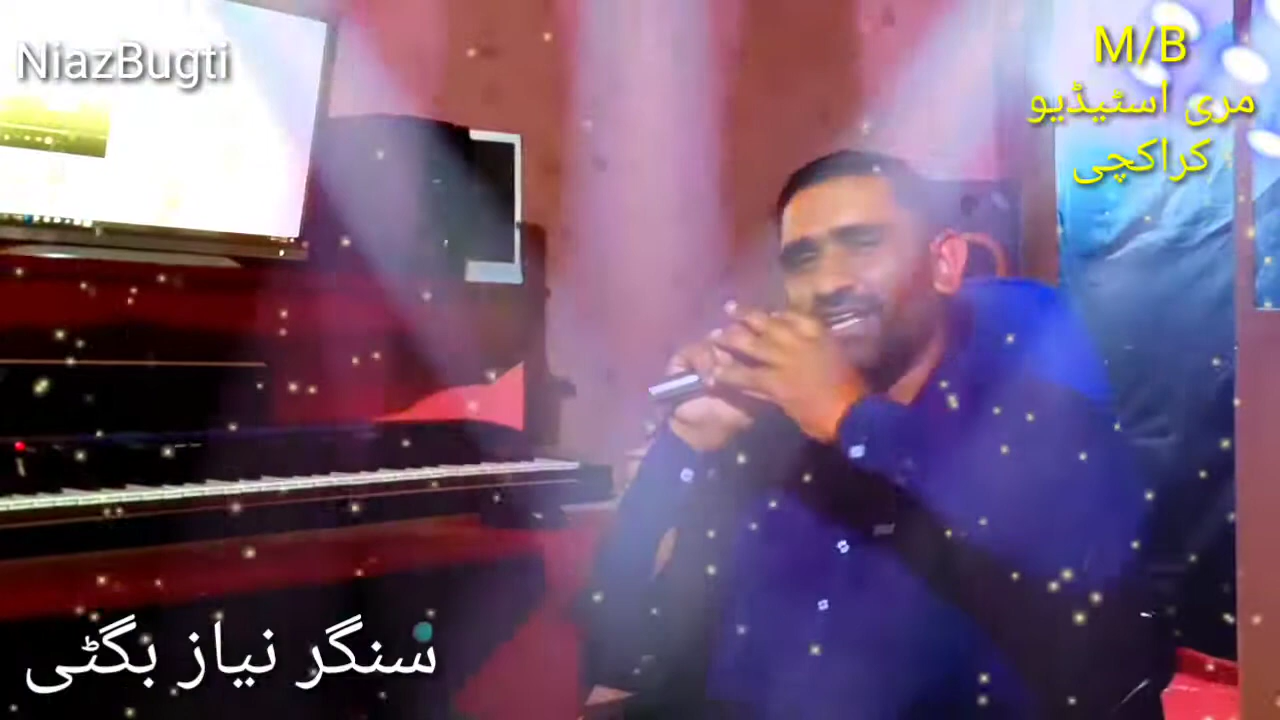 NiazBugti
M/B
مری اسٹیڈیو
کراکچی
سنگر نیاز بگٹی